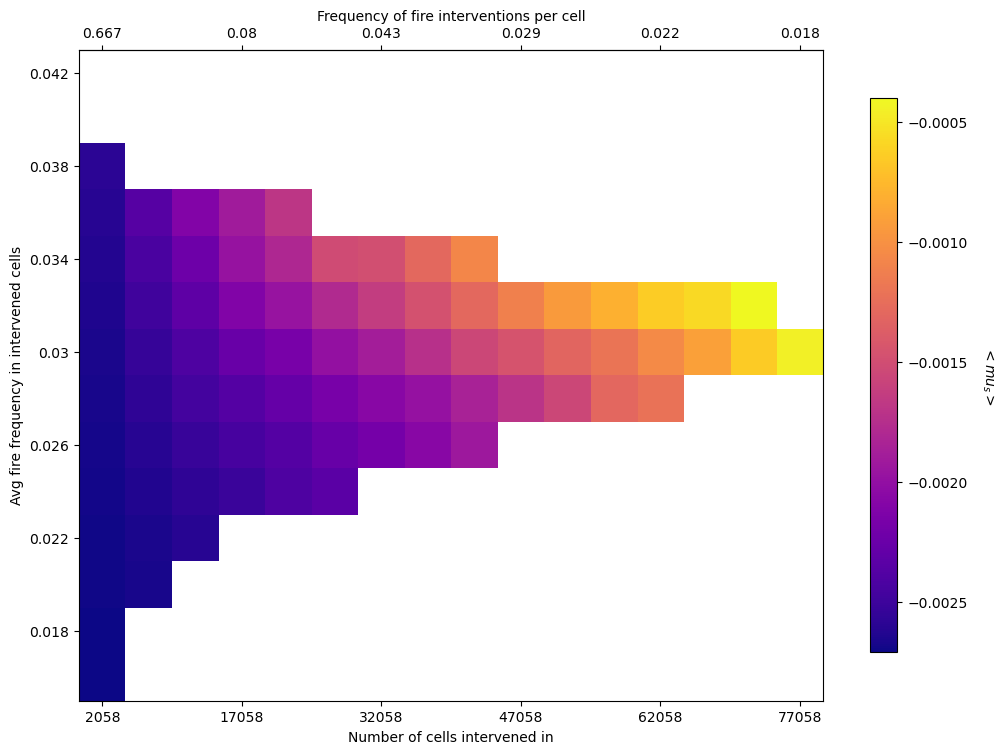 Frequency of fire interventions per cell
0.667 0.08 0.043 0.029 0.022 0.018
Avg fire frequency in intervened cells
0.042
0.038
0.034
0.03
0.026
0.022
0.018
2058 17058 32058 47058 62058 77058
Number of cells intervened in
−0.0005
−0.0010
−0.0015
−0.0020
−0.0025
< mu_s >